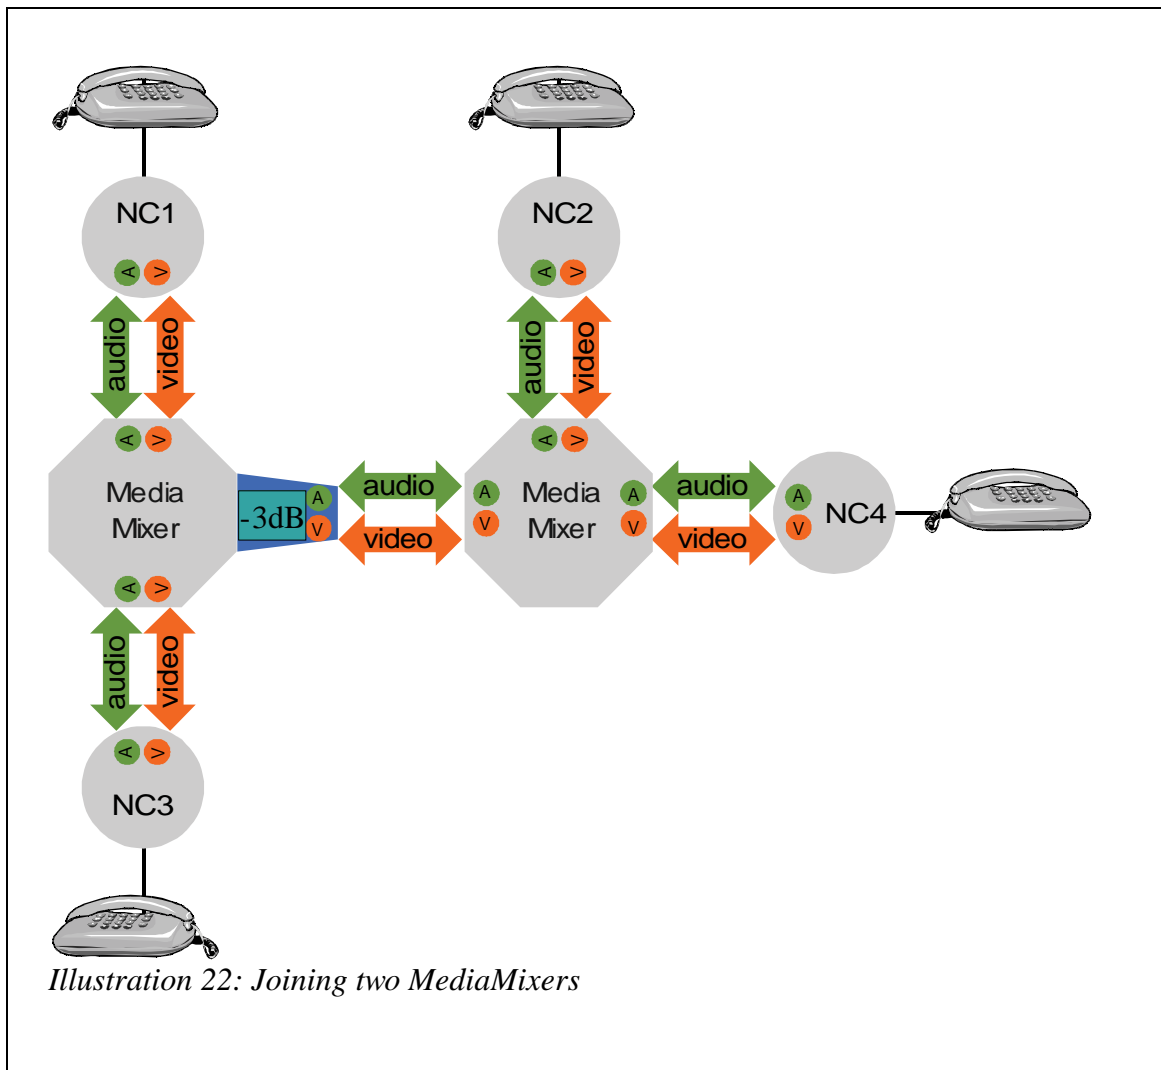 NC1
NC2
A V
A V
audio
video
audio
video
A V
A V
Media
Mixer
-3dB
A
V
audio
video
A
V
Media
Mixer
A
V
audio
video
A
V
NC4
A V
audio
video
A V
NC3
Illustration 22: Joining two MediaMixers